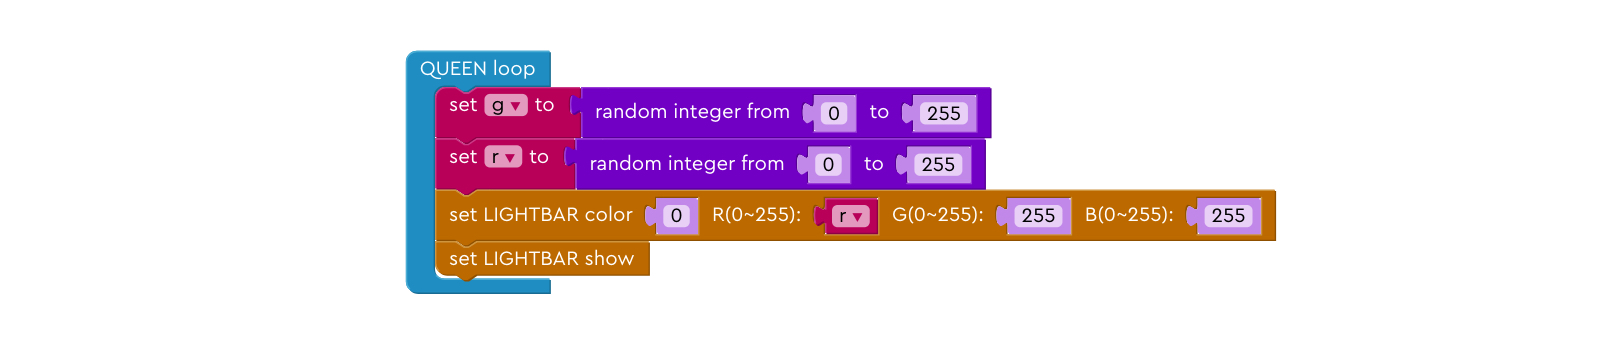 QUEEN loop
set g ▾ to random integer from 0 to 255
set r ▾ to random integer from 0 to 255
set LIGHTBAR color 0 R(0~255): r ▾ G(0~255): 255 B(0~255): 255
set LIGHTBAR show